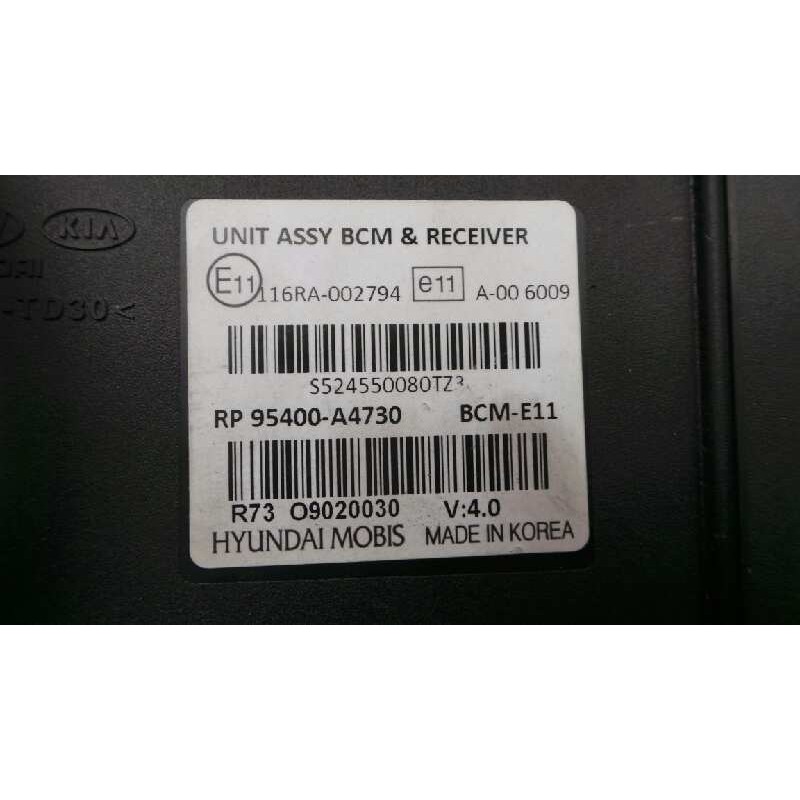 KIA
-TD30<
UNIT ASSY BCM & RECEIVER
E11 116RA-002794 e11 A-00 6009
S524550080TZ3
RP 95400-A4730 BCM-E11
R73 O9020030 V:4.0
HYUNDAI MOBIS MADE IN KOREA